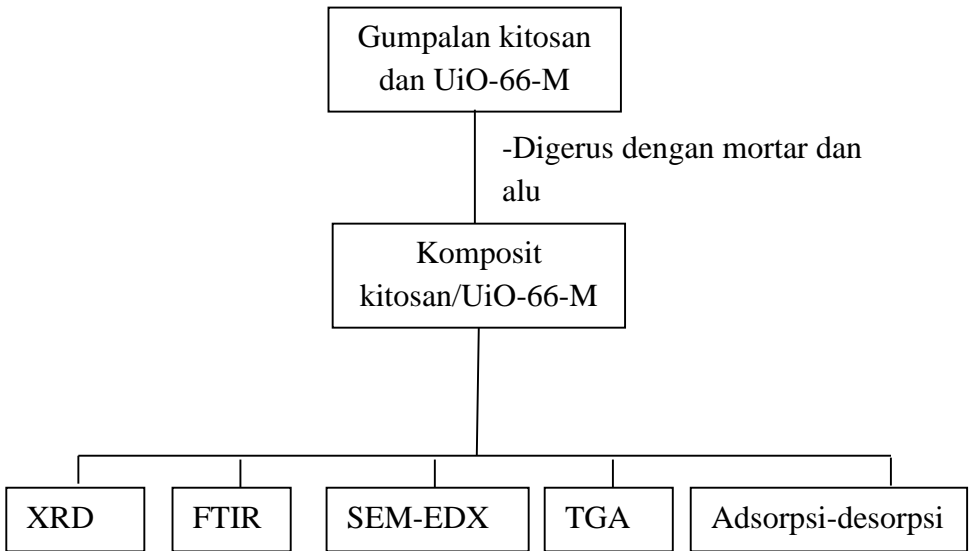 Gumpalan kitosan
dan UiO-66-M
-Digerus dengan mortar dan
alu
Komposit
kitosan/UiO-66-M
XRD
FTIR
SEM-EDX
TGA
Adsorpsi-desorpsi